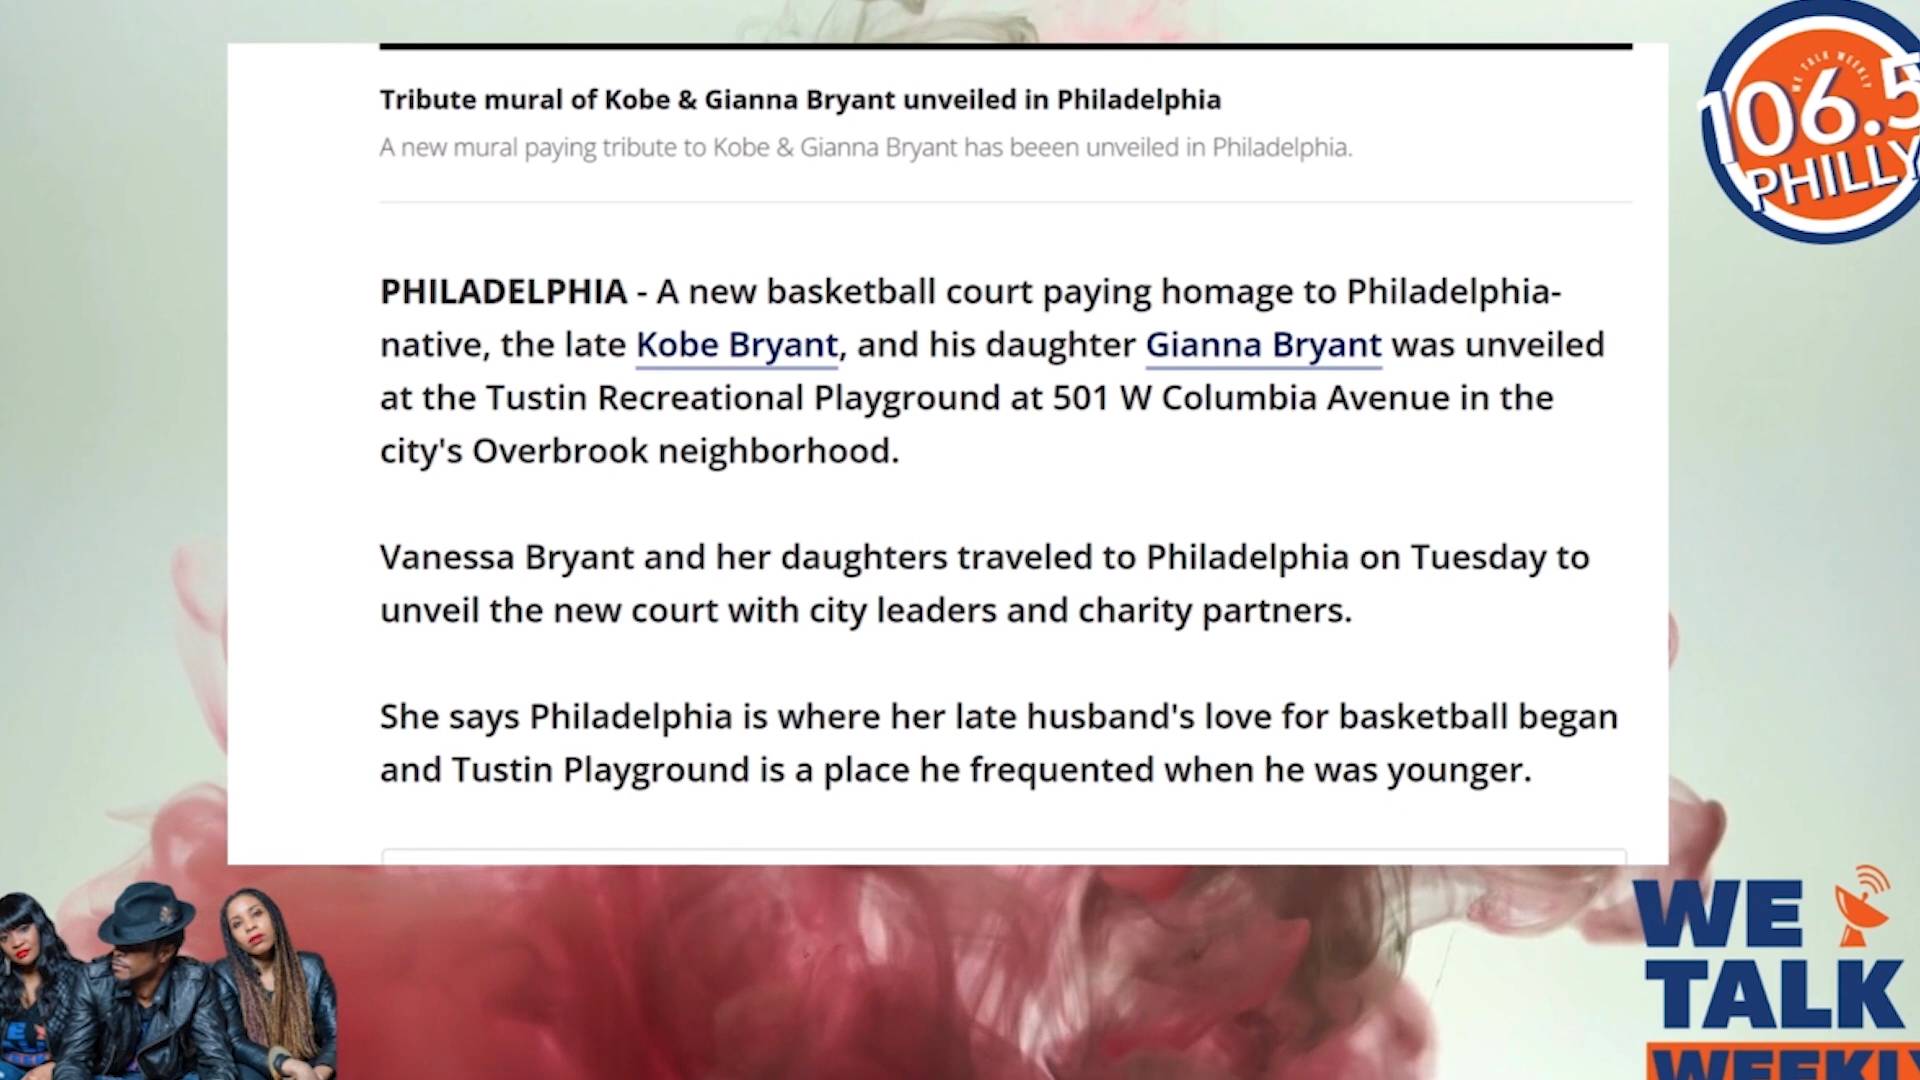 Tribute mural of Kobe & Gianna Bryant unveiled in Philadelphia
A new mural paying tribute to Kobe & Gianna Bryant has beeen unveiled in Philadelphia.
PHILADELPHIA - A new basketball court paying homage to Philadelphia-
native, the late Kobe Bryant, and his daughter Gianna Bryant was unveiled
at the Tustin Recreational Playground at 501 W Columbia Avenue in the
city's Overbrook neighborhood.
Vanessa Bryant and her daughters traveled to Philadelphia on Tuesday to
unveil the new court with city leaders and charity partners.
She says Philadelphia is where her late husband's love for basketball began
and Tustin Playground is a place he frequented when he was younger.
WE TALK WEEKLY
106.5
PHILLY
WE
TALK
WEEKLY